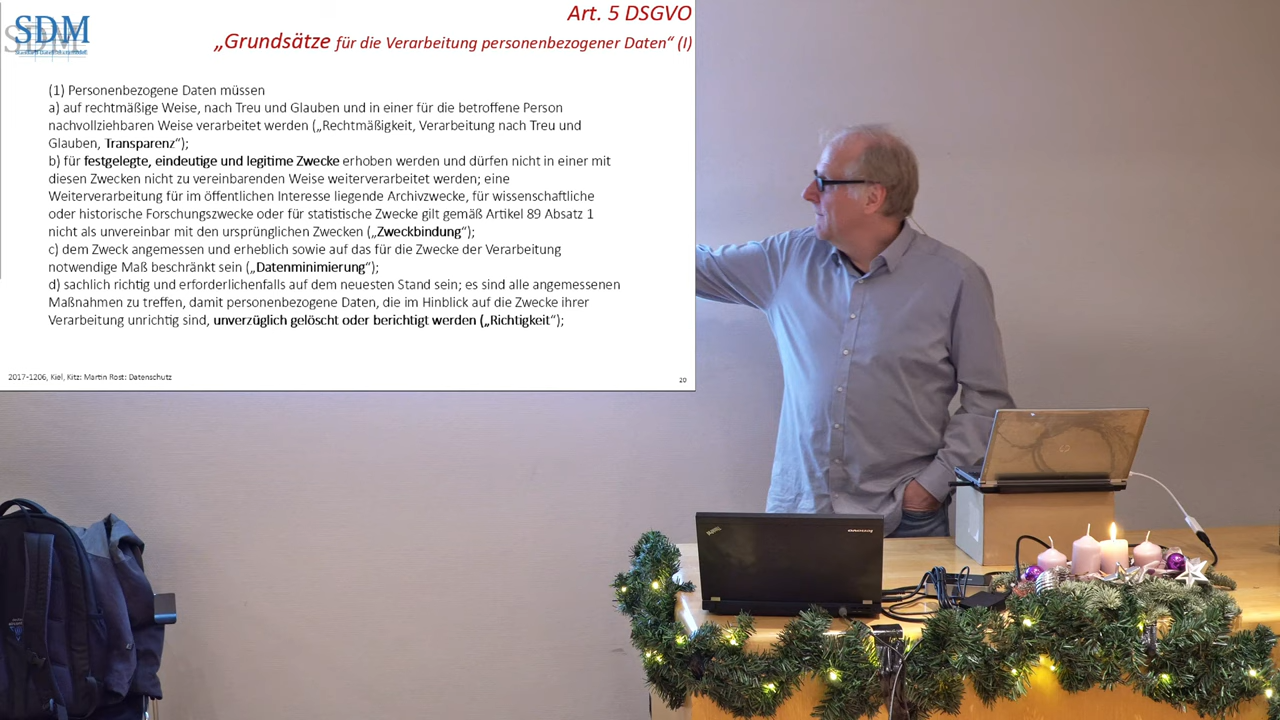 SDM
Art. 5 DSGVO
„Grundsätze für die Verarbeitung personenbezogener Daten“ (I)
(1) Personenbezogene Daten müssen
a) auf rechtmäßige Weise, nach Treu und Glauben und in einer für die betroffene Person
nachvollziehbaren Weise verarbeitet werden („Rechtmäßigkeit, Verarbeitung nach Treu und
Glauben, Transparenz“);
b) für festgelegte, eindeutige und legitime Zwecke erhoben werden und dürfen nicht in einer mit
diesen Zwecken nicht zu vereinbarenden Weise weiterverarbeitet werden; eine
Weiterverarbeitung für im öffentlichen Interesse liegende Archivzwecke, für wissenschaftliche
oder historische Forschungszwecke oder für statistische Zwecke gilt gemäß Artikel 89 Absatz 1
nicht als unvereinbar mit den ursprünglichen Zwecken („Zweckbindung“);
c) dem Zweck angemessen und erheblich sowie auf das für die Zwecke der Verarbeitung
notwendige Maß beschränkt sein („Datenminimierung“);
d) sachlich richtig und erforderlichenfalls auf dem neuesten Stand sein; es sind alle angemessenen
Maßnahmen zu treffen, damit personenbezogene Daten, die im Hinblick auf die Zwecke ihrer
Verarbeitung unrichtig sind, unverzüglich gelöscht oder berichtigt werden („Richtigkeit“);
2017-1206, Kiel, Kitz: Martin Rost: Datenschutz
20